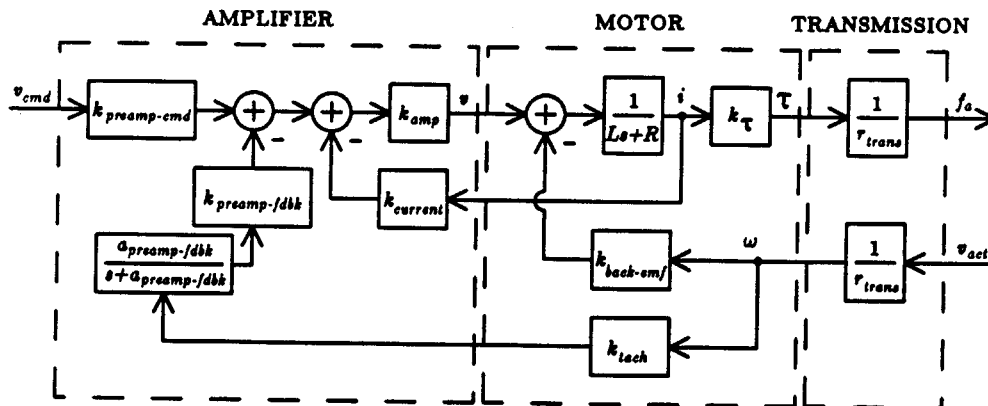 AMPLIFIER
MOTOR
TRANSMISSION
v_cmd
k_preamp-cmd
+
−
+
−
k_amp
v
+
−
1
Ls+R
i
k_τ
τ
1
r_trans
f_a
k_preamp-fdbk
k_current
a_preamp-fdbk
s+a_preamp-fdbk
k_back-emf
ω
1
r_trans
v_act
k_tach